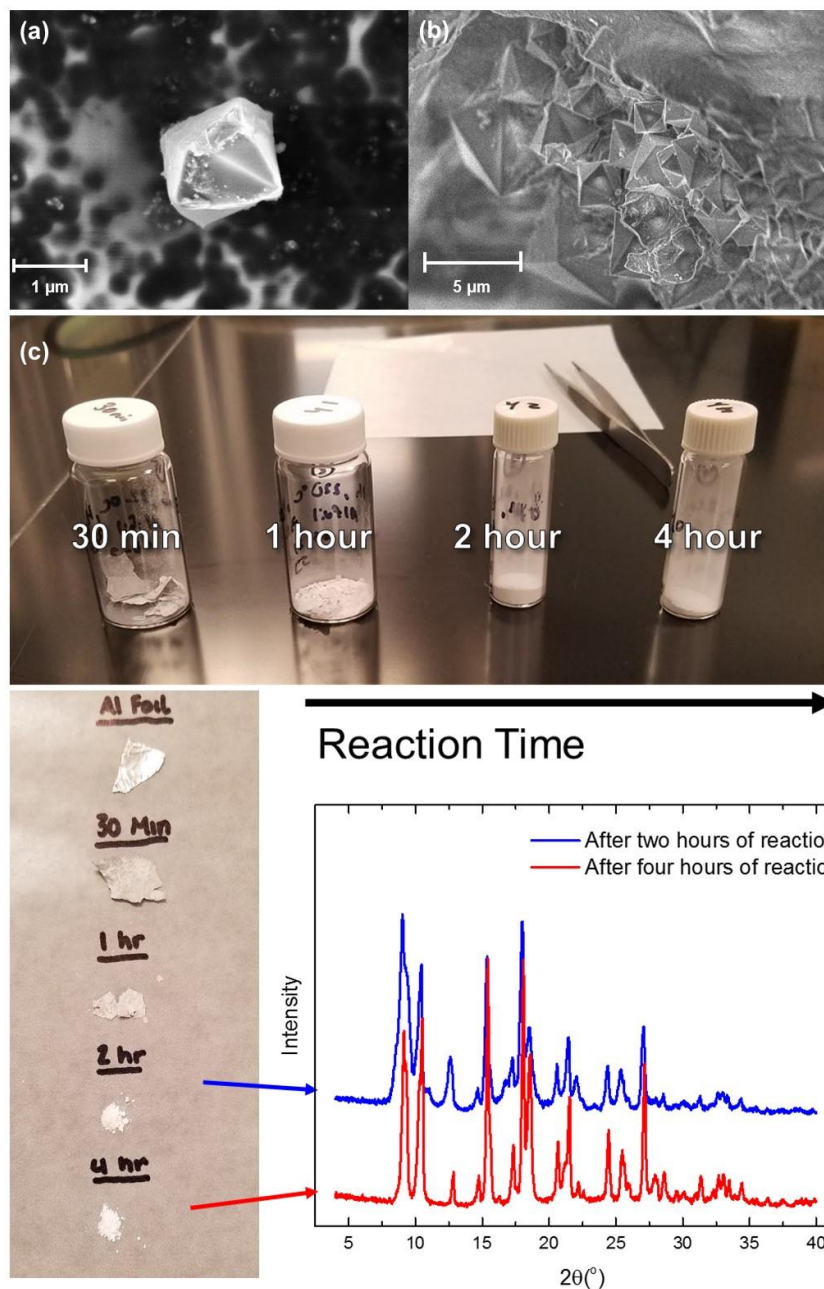 (a)
(b)
1 µm
5 µm
(c)
30 min
1 hour
2 hour
4 hour
Al Foil
30 Min
1 hr
2 hr
4 hr
Reaction Time
After two hours of reaction
After four hours of reaction
Intensity
5 10 15 20 25 30 35 40
2θ(°)